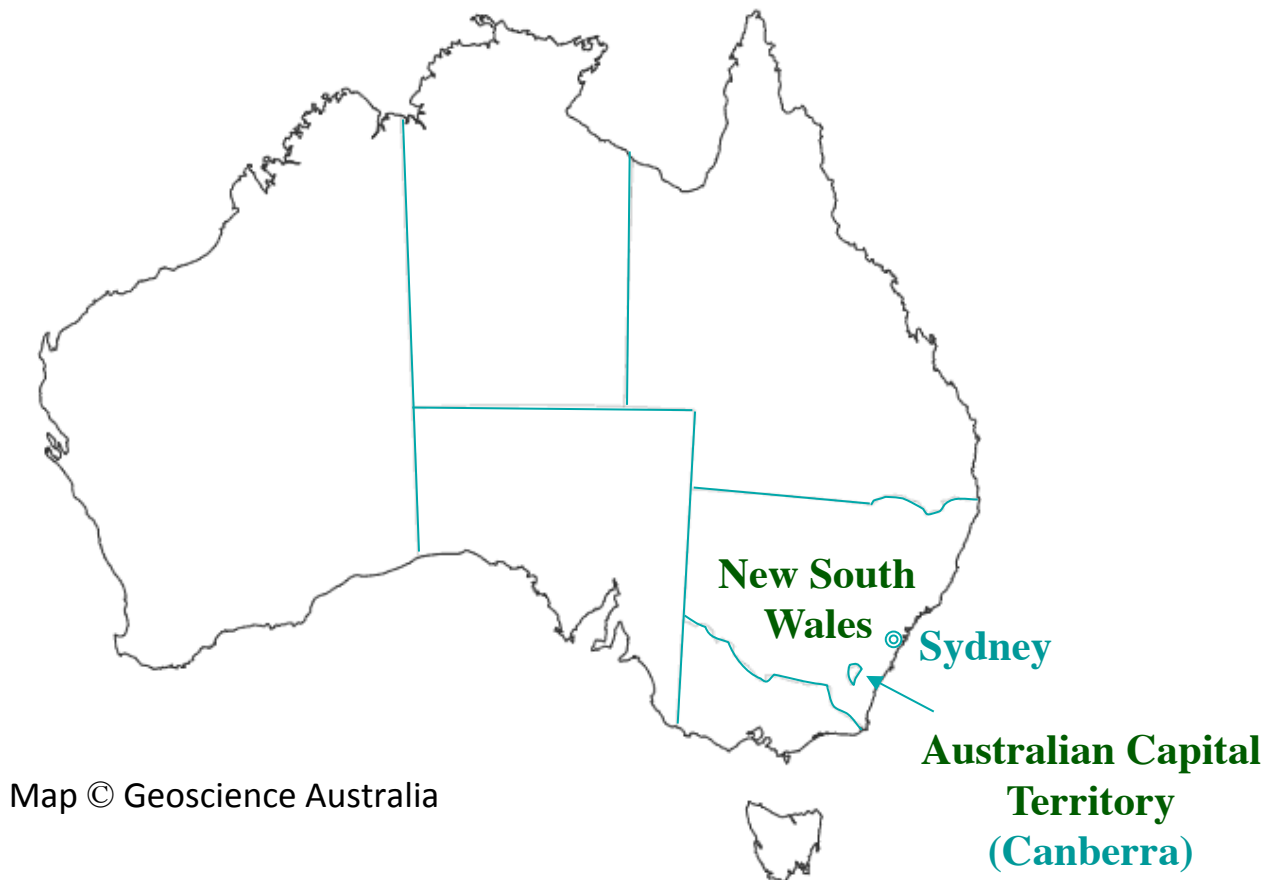 New South
Wales
Sydney
Australian Capital
Territory
(Canberra)
Map © Geoscience Australia